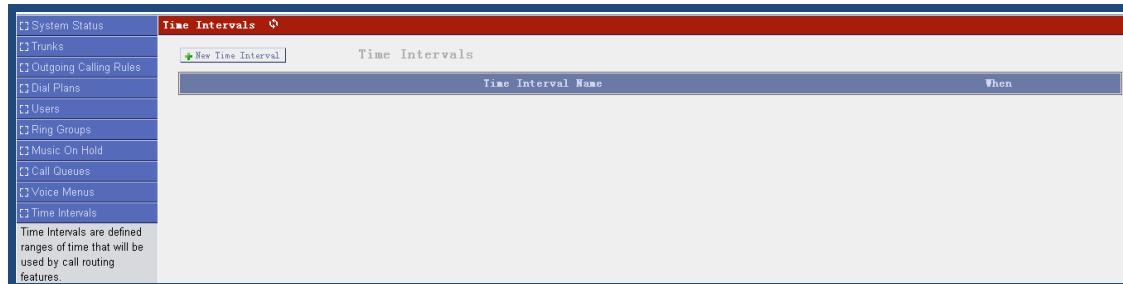 System Status
Trunks
Outgoing Calling Rules
Dial Plans
Users
Ring Groups
Music On Hold
Call Queues
Voice Menus
Time Intervals
Time Intervals are defined
ranges of time that will be
used by call routing
features.
Time Intervals
New Time Interval
Time Intervals
Time Interval Name
When